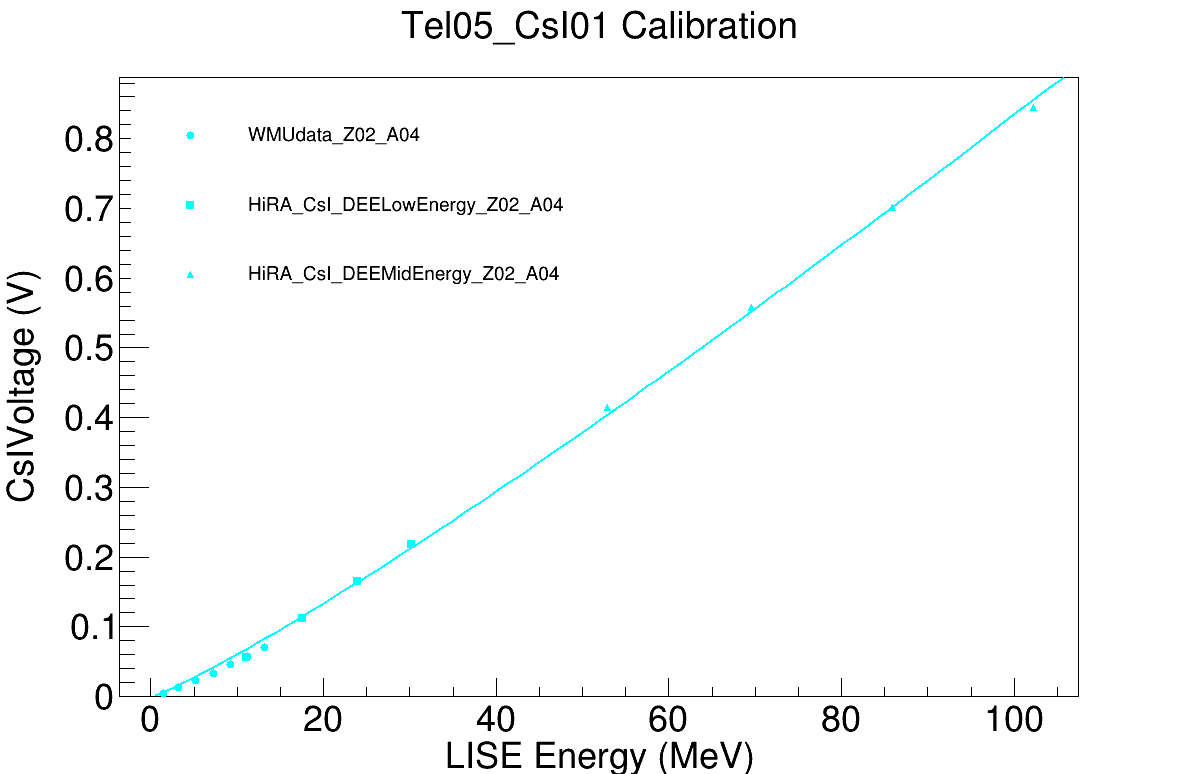 Tel05_CsI01 Calibration
WMUdata_Z02_A04
HiRA_CsI_DEELowEnergy_Z02_A04
HiRA_CsI_DEEMidEnergy_Z02_A04
CsIVoltage (V)
0.8
0.7
0.6
0.5
0.4
0.3
0.2
0.1
0
0 20 40 60 80 100
LISE Energy (MeV)